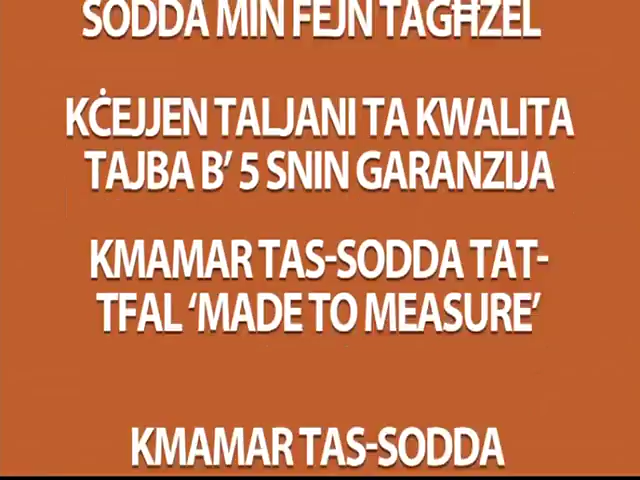 SODDA MIN FEJN TAGĦŻEL
KĊEJJEN TALJANI TA KWALITA
TAJBA B’ 5 SNIN GARANZIJA
KMAMAR TAS-SODDA TAT-
TFAL ‘MADE TO MEASURE’
KMAMAR TAS-SODDA